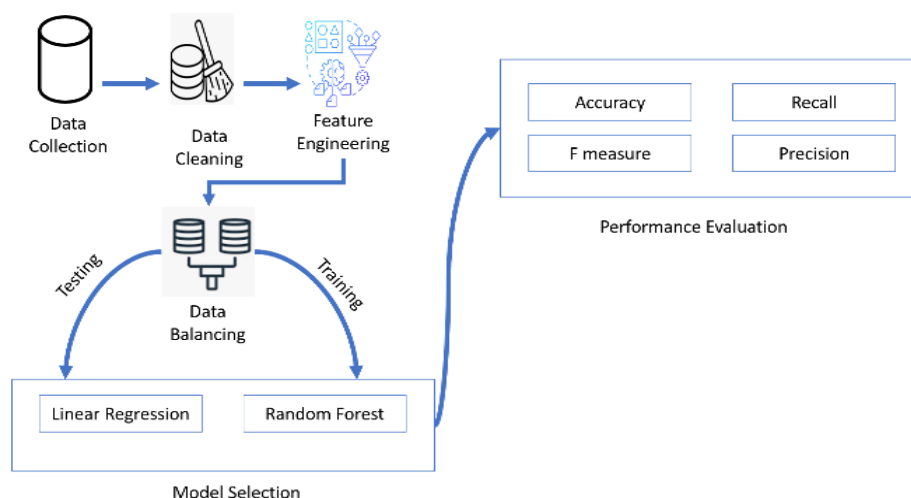 Data
Collection
Data
Cleaning
Feature
Engineering
Testing
Training
Data
Balancing
Linear Regression
Random Forest
Model Selection
Accuracy
Recall
F measure
Precision
Performance Evaluation